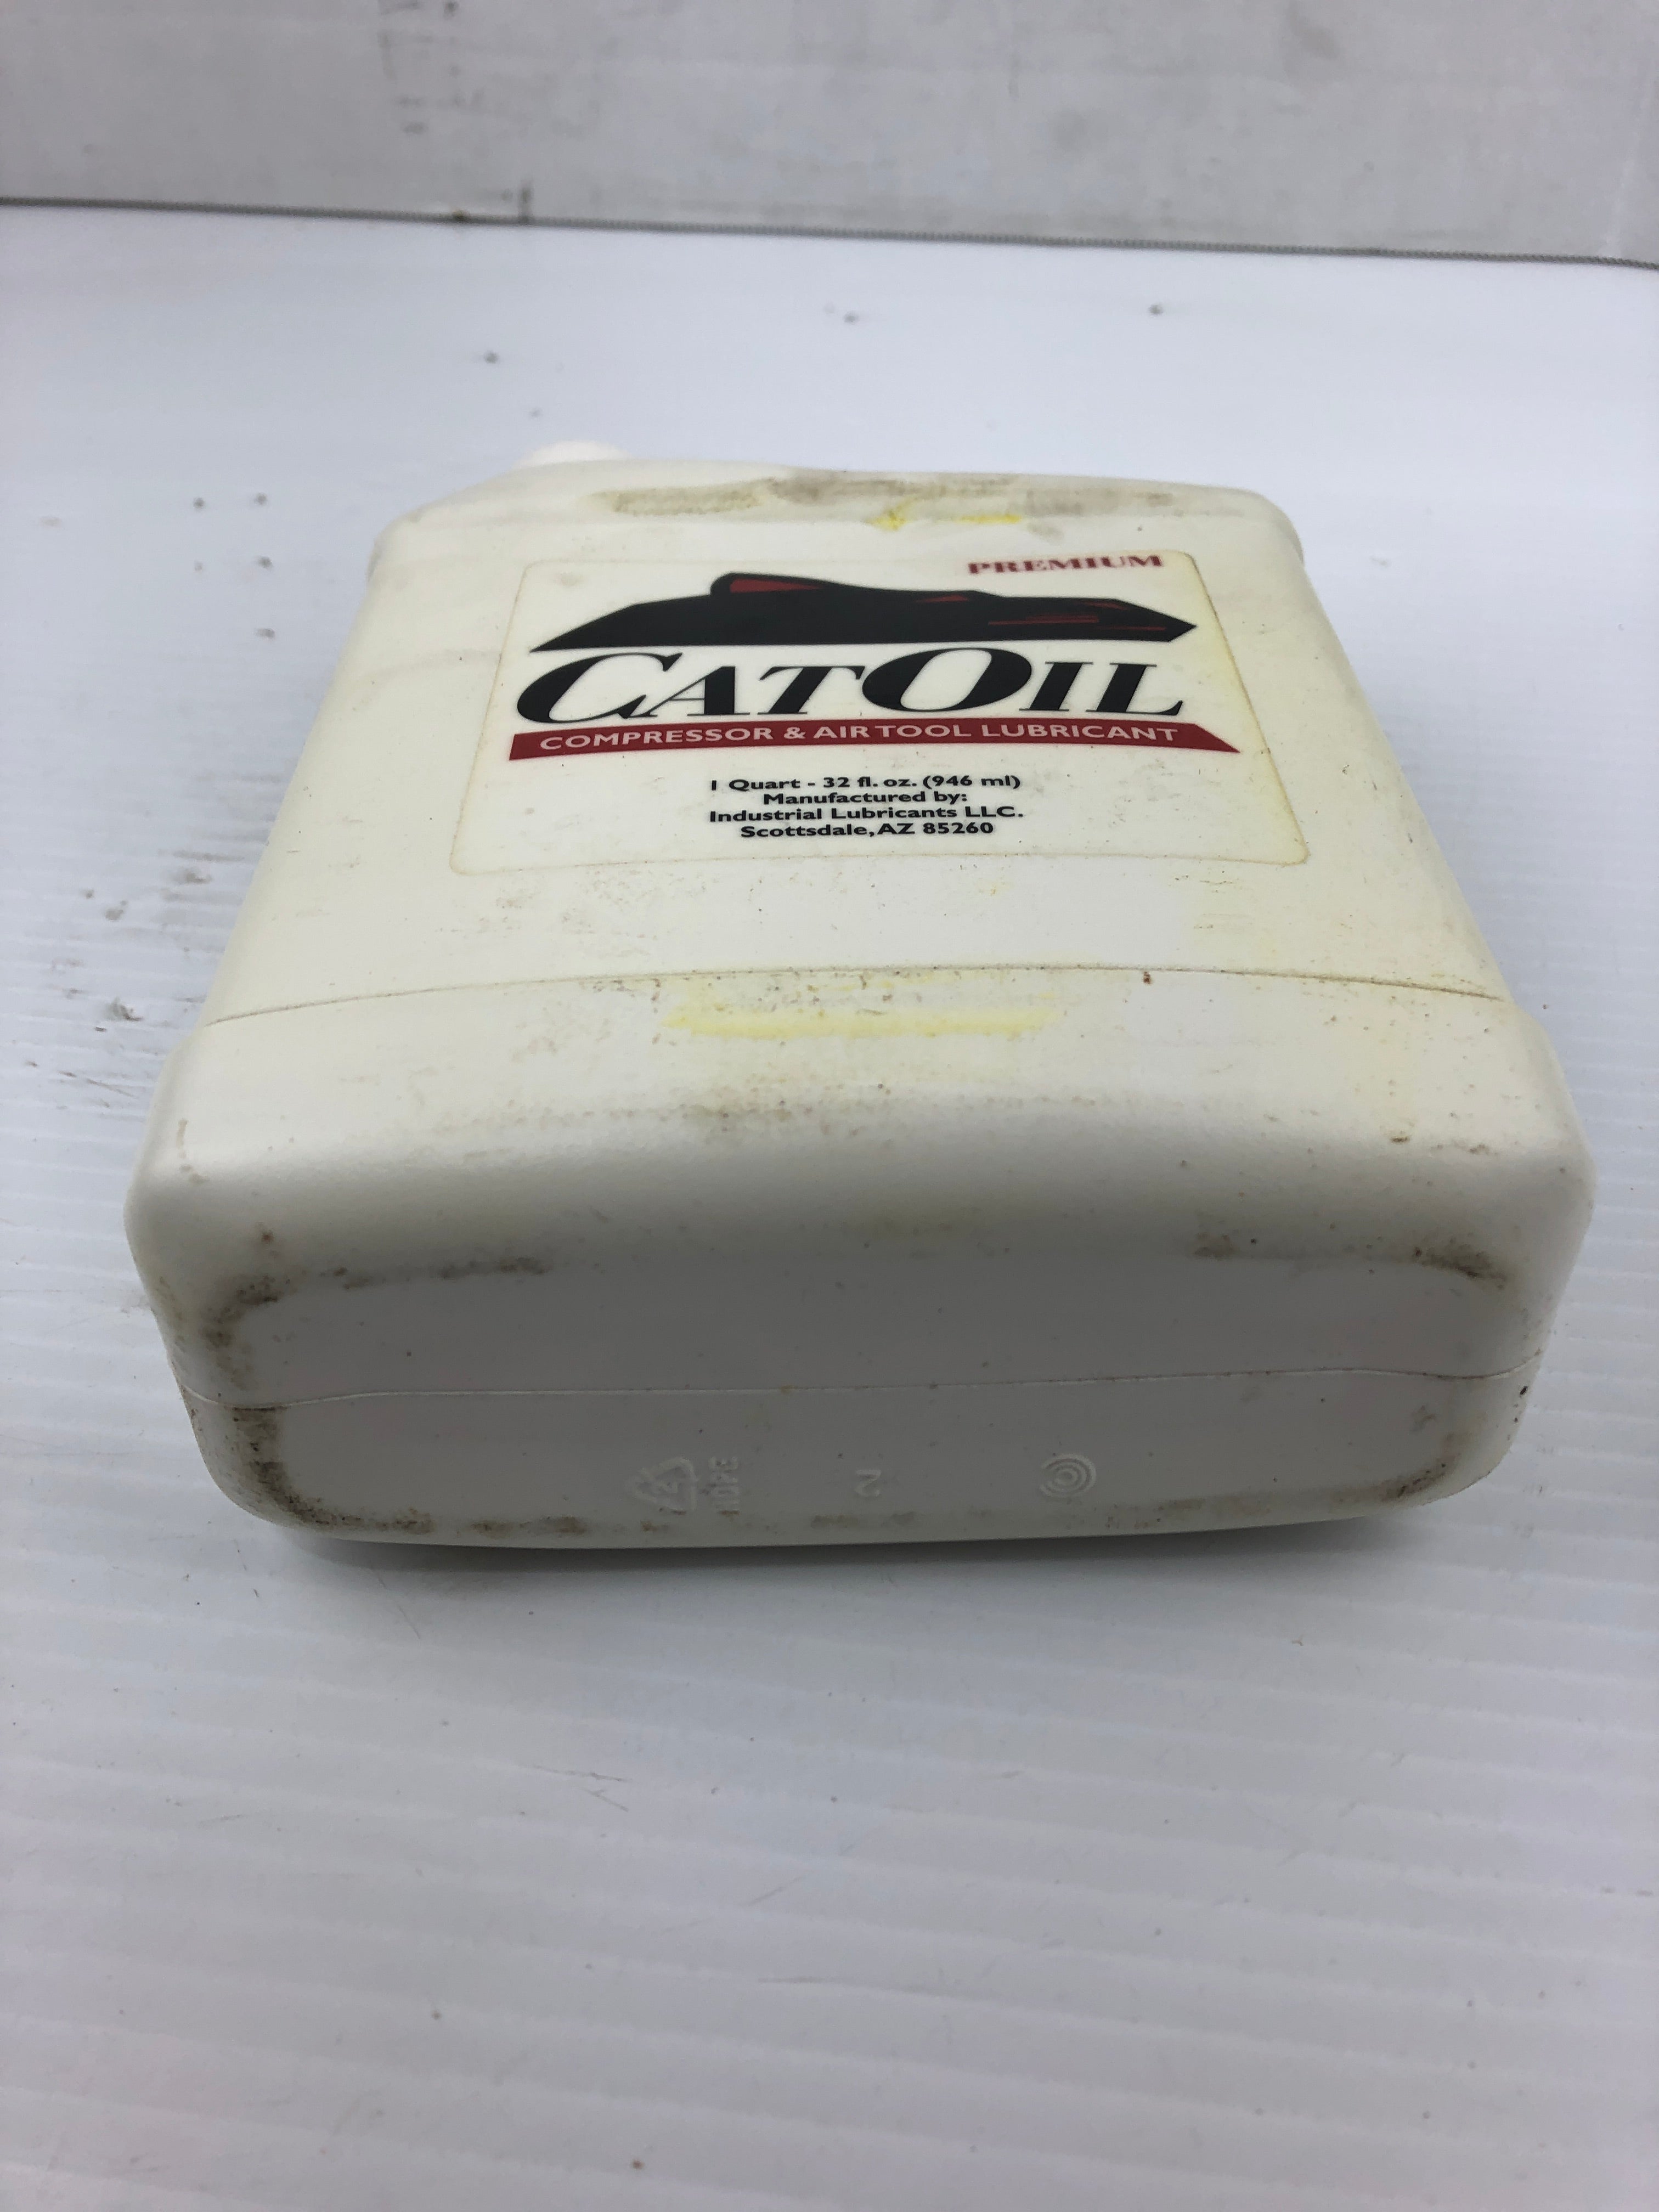 PREMIUM
CATOIL
COMPRESSOR & AIR TOOL LUBRICANT
1 Quart - 32 fl. oz. (946 ml)
Manufactured by:
Industrial Lubricants LLC.
Scottsdale, AZ 85260
2
HDPE
2